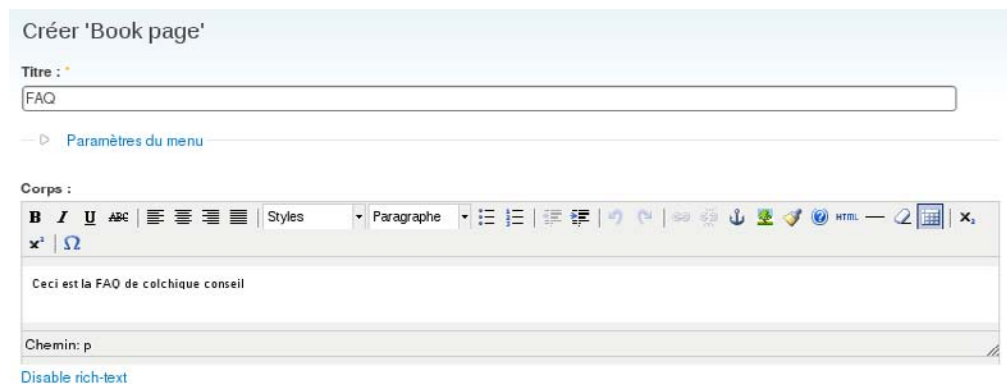 Créer 'Book page'
Titre : *
FAQ
Paramètres du menu
Corps :
B I U ABC Styles Paragraphe HTML x₂
x² Ω
Ceci est la FAQ de colchique conseil
Chemin: p
Disable rich-text